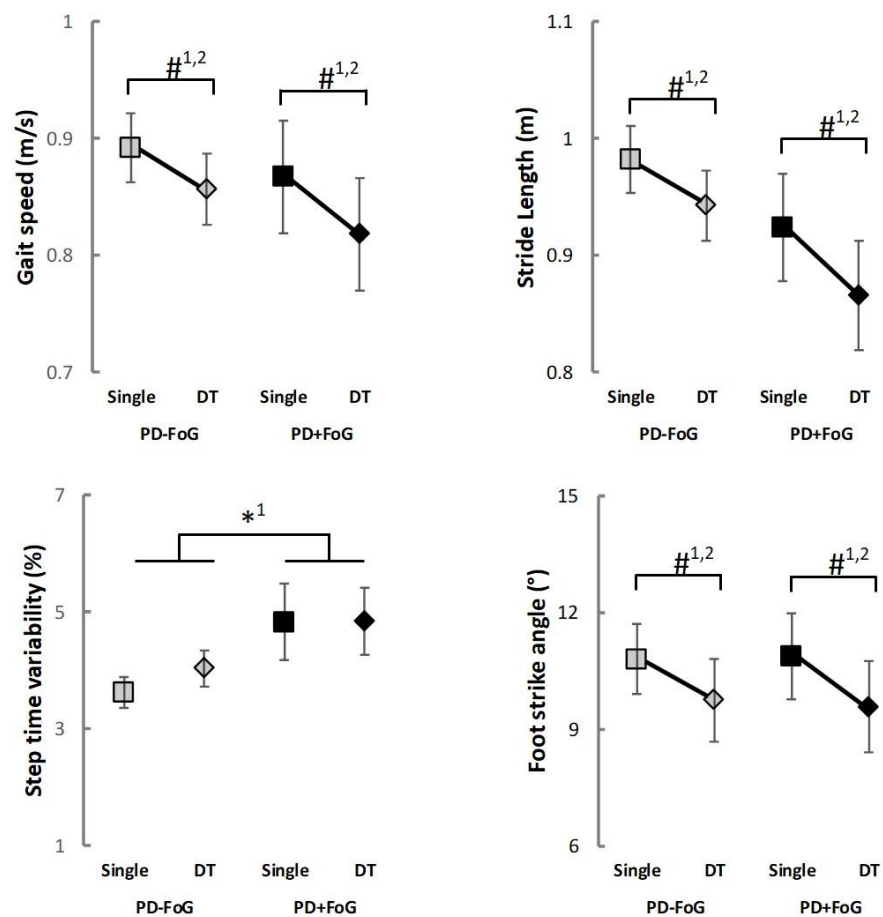 Gait speed (m/s)
1
0.9
0.8
0.7
#1,2
#1,2
Single DT Single DT
PD-FoG PD+FoG
Stride Length (m)
1.1
1
0.9
0.8
#1,2
#1,2
Single DT Single DT
PD-FoG PD+FoG
Step time variability (%)
7
5
3
1
*1
Single DT Single DT
PD-FoG PD+FoG
Foot strike angle (°)
15
12
9
6
#1,2
#1,2
Single DT Single DT
PD-FoG PD+FoG